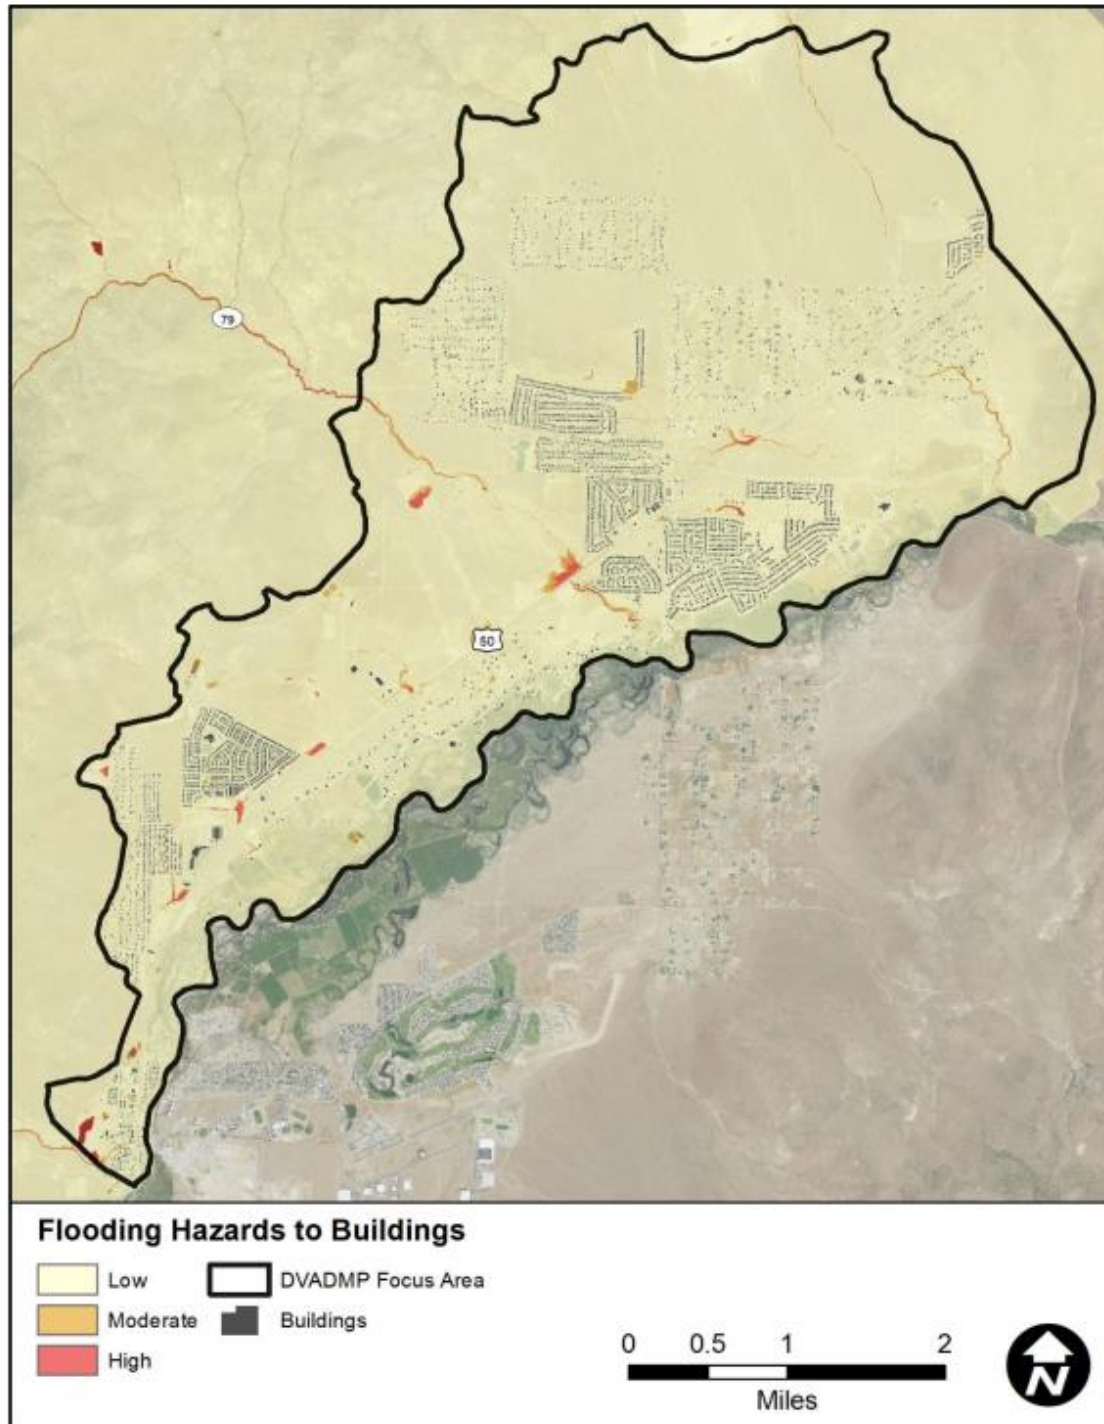 79
50
Flooding Hazards to Buildings
Low
DVADMP Focus Area
Moderate
Buildings
High
0 0.5 1 2
Miles
N